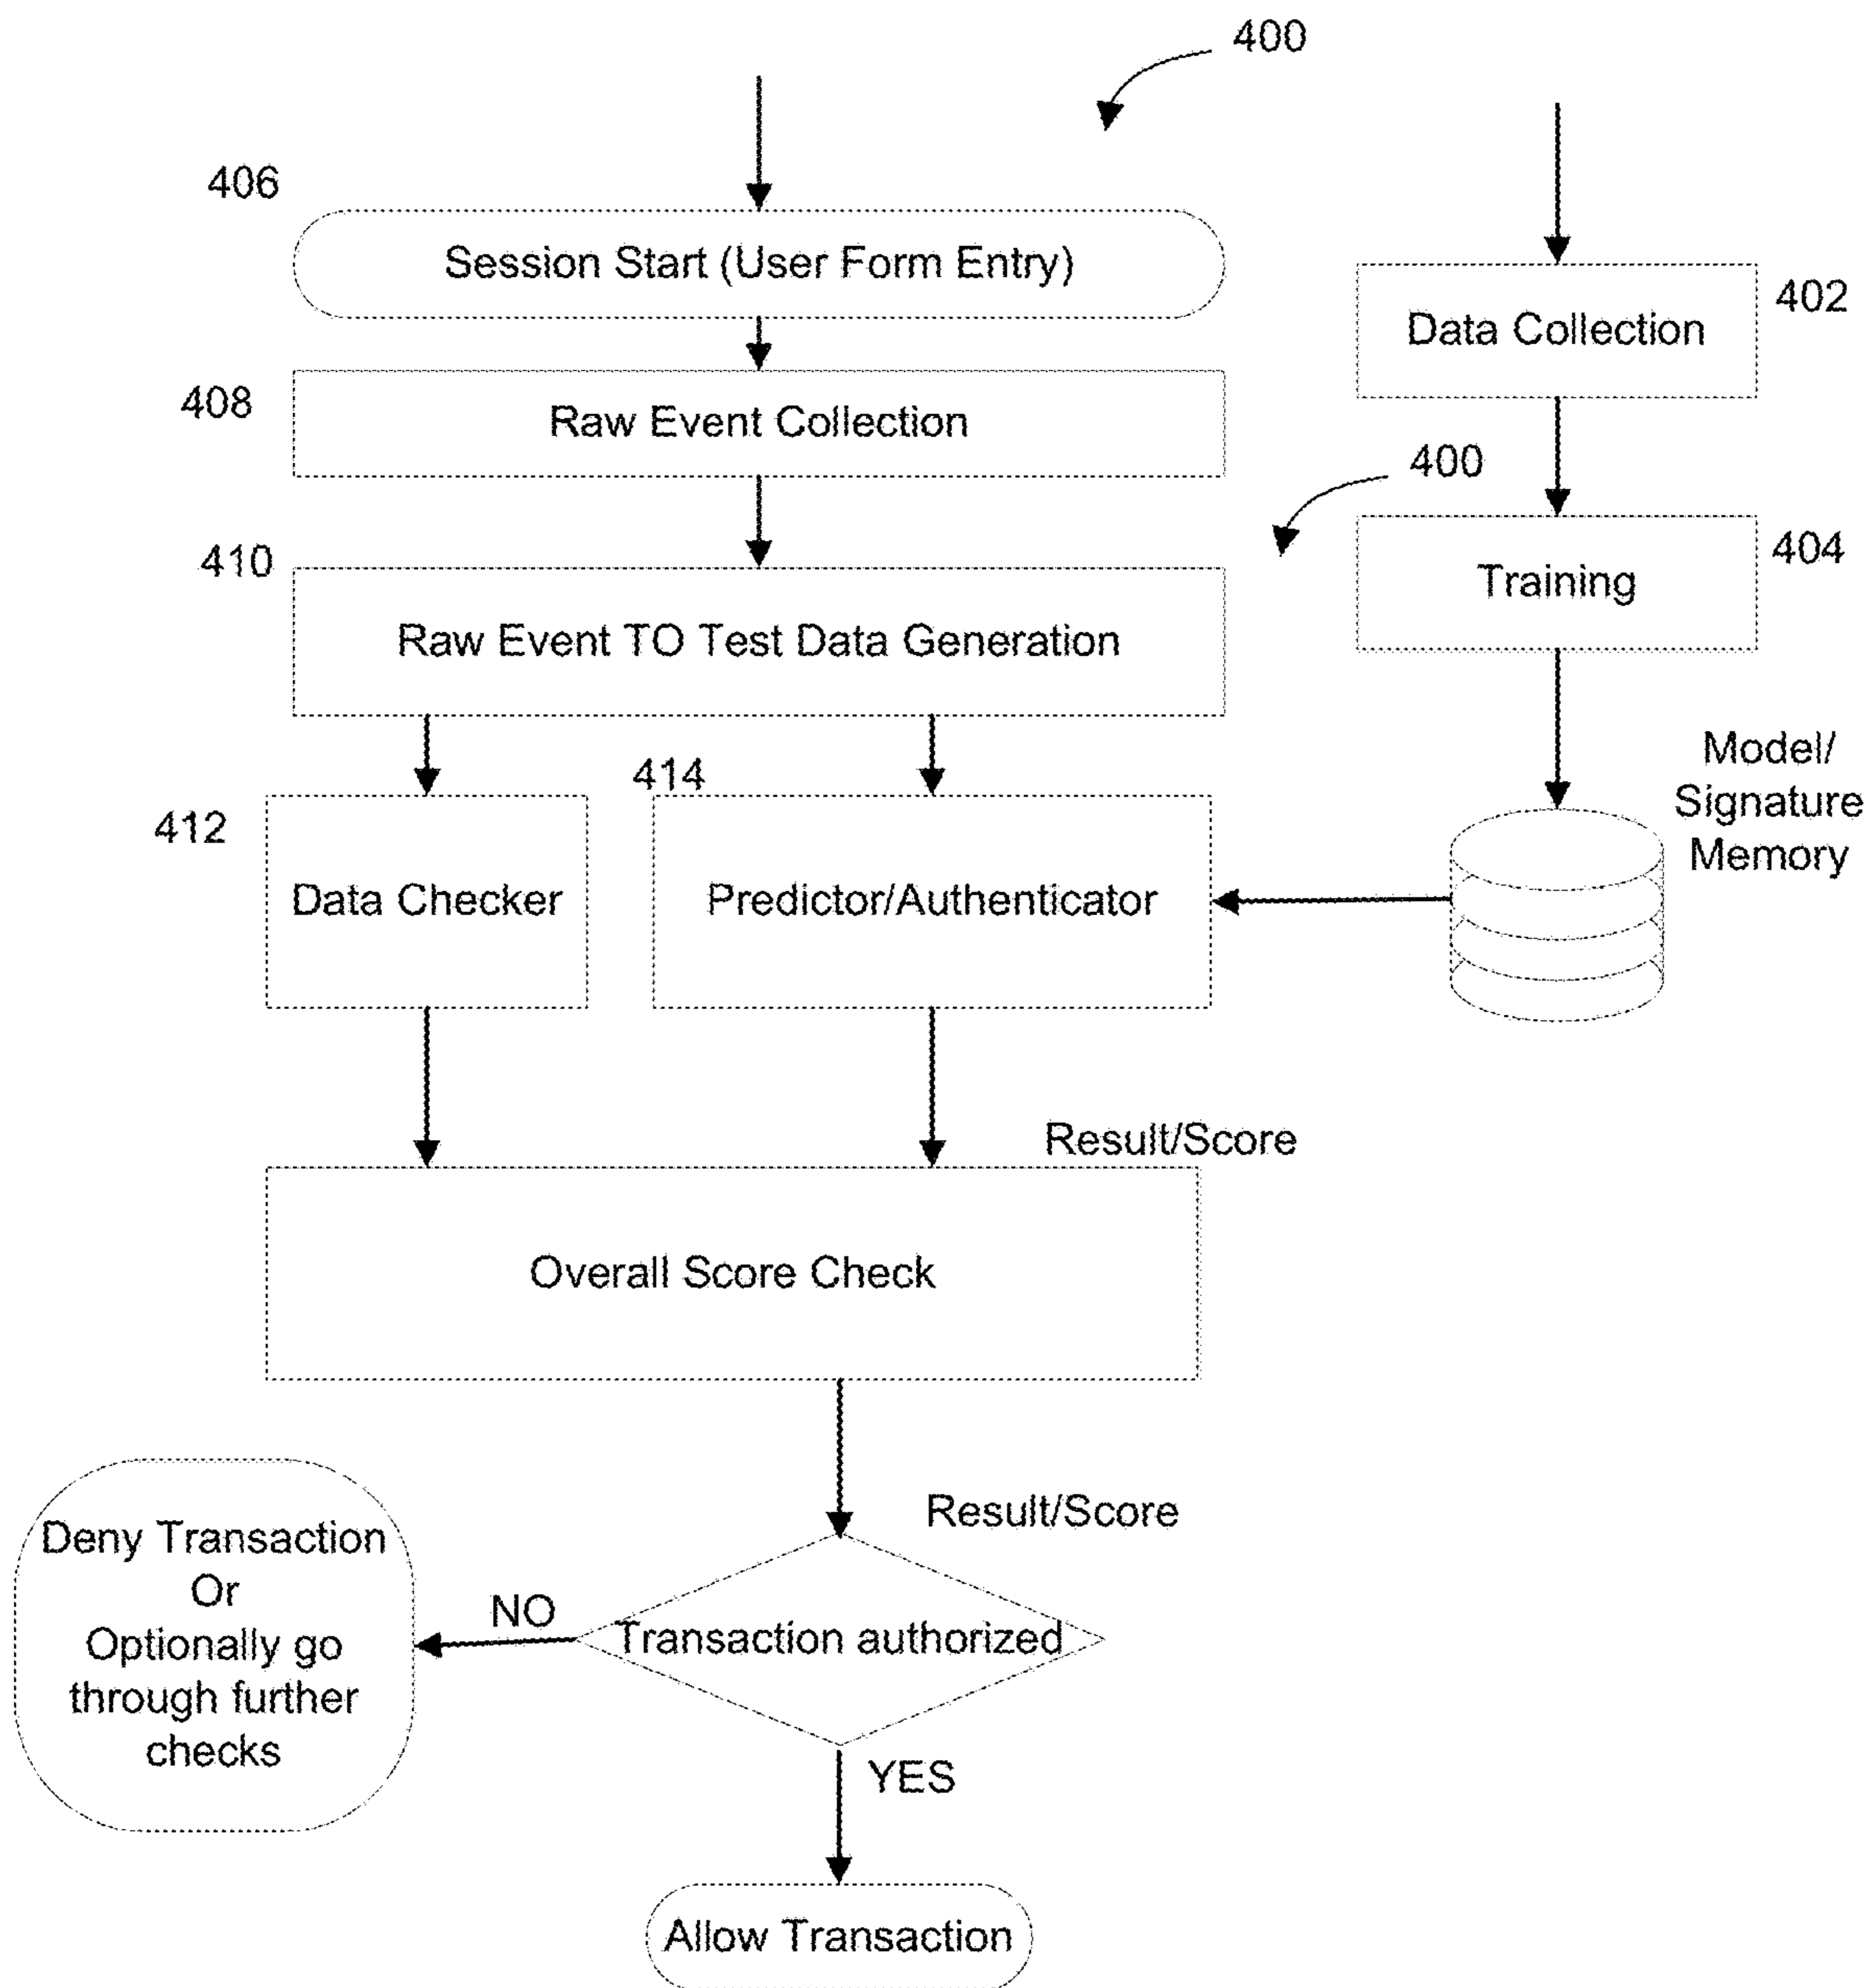 400
406
Session Start (User Form Entry)
402
Data Collection
408
Raw Event Collection
400
410
Raw Event TO Test Data Generation
404
Training
Model/
Signature
Memory
412
Data Checker
414
Predictor/Authenticator
Result/Score
Overall Score Check
Result/Score
Deny Transaction
Or
Optionally go
through further
checks
NO
Transaction authorized
YES
Allow Transaction